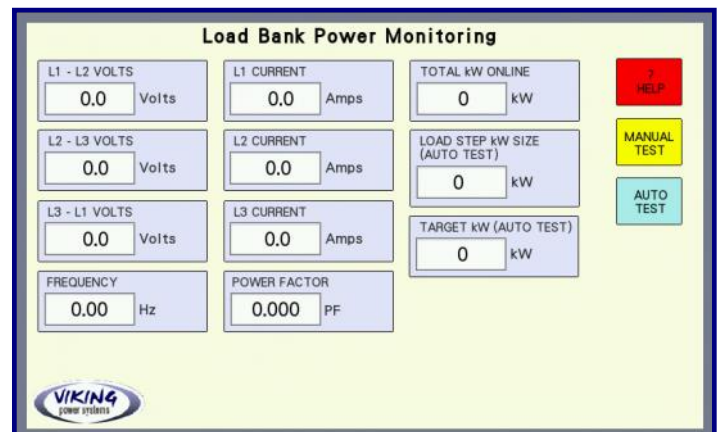 Load Bank Power Monitoring
L1 - L2 VOLTS
0.0 Volts
L2 - L3 VOLTS
0.0 Volts
L3 - L1 VOLTS
0.0 Volts
FREQUENCY
0.00 Hz
L1 CURRENT
0.0 Amps
L2 CURRENT
0.0 Amps
L3 CURRENT
0.0 Amps
POWER FACTOR
0.000 PF
TOTAL kW ONLINE
0 kW
LOAD STEP kW SIZE
(AUTO TEST)
0 kW
TARGET kW (AUTO TEST)
0 kW
?
HELP
MANUAL
TEST
AUTO
TEST
VIKING
power systems